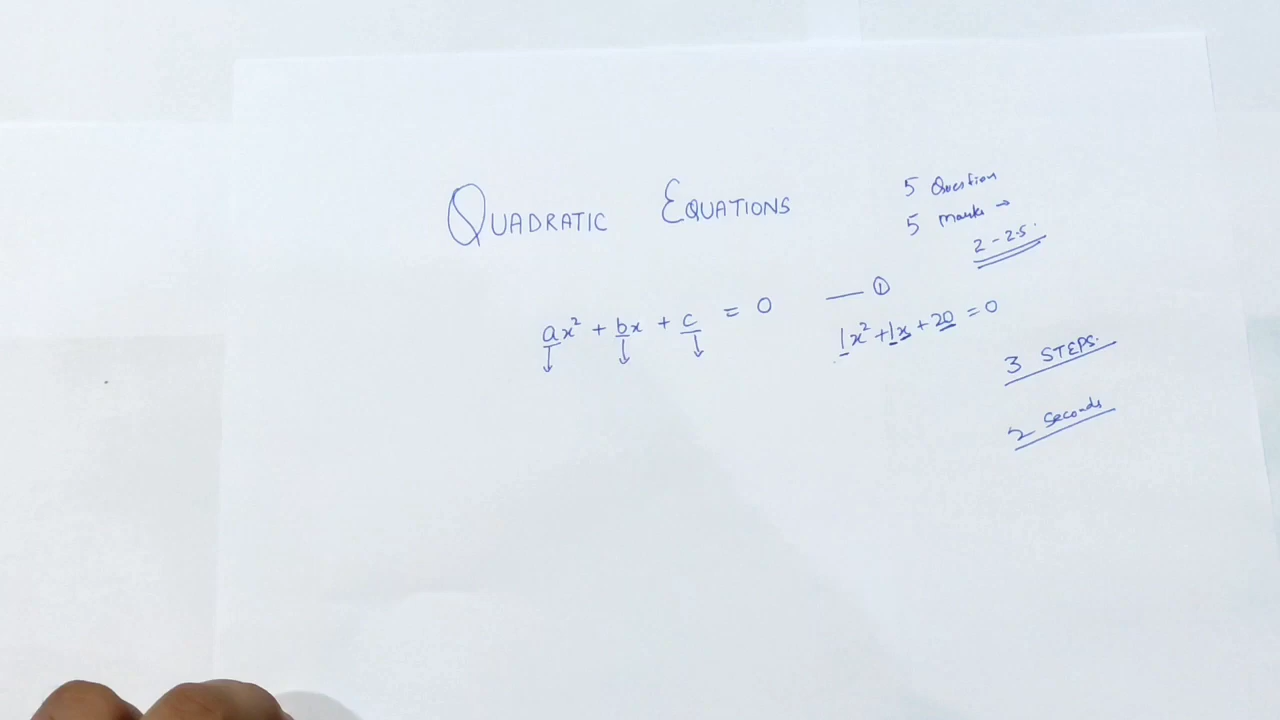 QUADRATIC EQUATIONS
5 Question
5 Marks →
2 - 2.5.
ax² + bx + c = 0 — ①
1x² + 1x + 20 = 0
3 STEPS.
2 Seconds